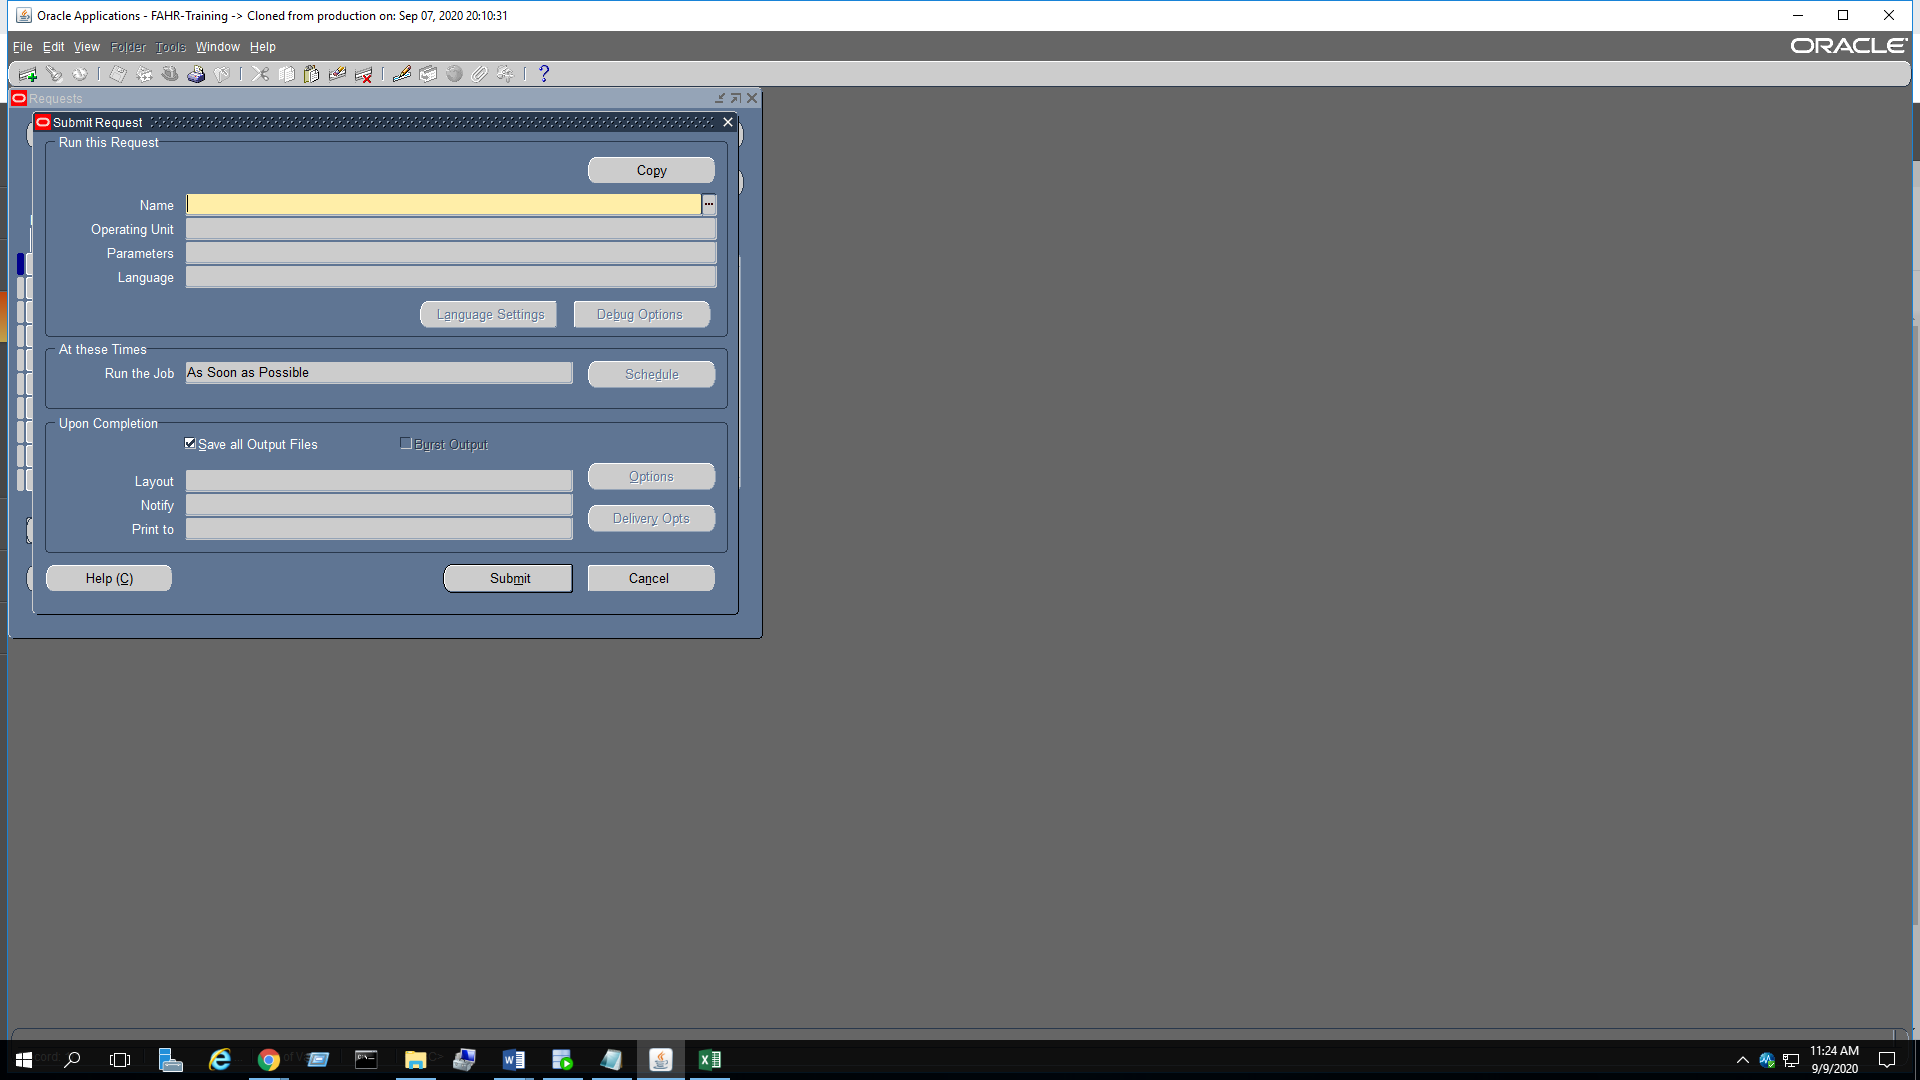 Oracle Applications - FAHR-Training -> Cloned from production on: Sep 07, 2020 20:10:31
File Edit View Folder Tools Window Help
ORACLE
Requests
Submit Request
Run this Request
Copy
Name
Operating Unit
Parameters
Language
Language Settings
Debug Options
At these Times
Run the Job
As Soon as Possible
Schedule
Upon Completion
Save all Output Files
Burst Output
Layout
Options
Notify
Delivery Opts
Print to
Help (C)
Submit
Cancel
11:24 AM
9/9/2020